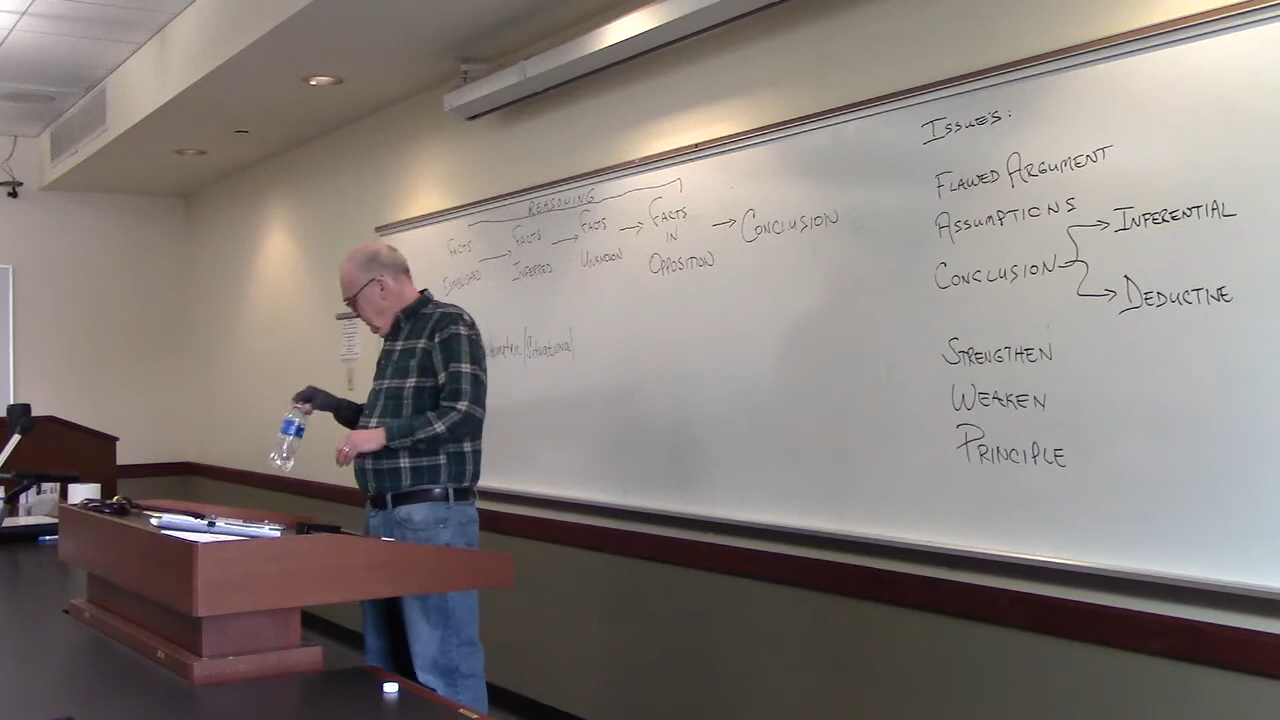 REASONING
FACTS ESTABLISHED → FACTS INFERRED → FACTS UNKNOWN → FACTS IN OPPOSITION → CONCLUSION
Situational
ISSUES:
FLAWED ARGUMENT
ASSUMPTIONS
CONCLUSION → INFERENTIAL
→ DEDUCTIVE
STRENGTHEN
WEAKEN
PRINCIPLE